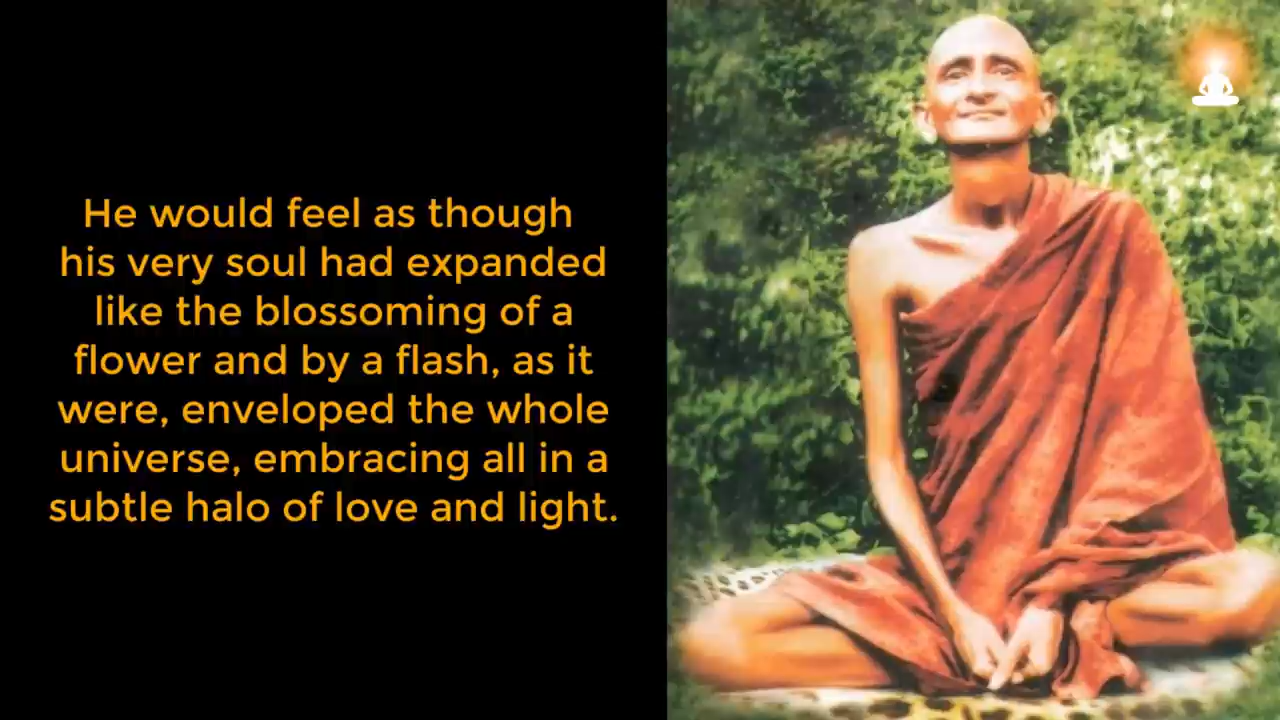 He would feel as though
his very soul had expanded
like the blossoming of a
flower and by a flash, as it
were, enveloped the whole
universe, embracing all in a
subtle halo of love and light.